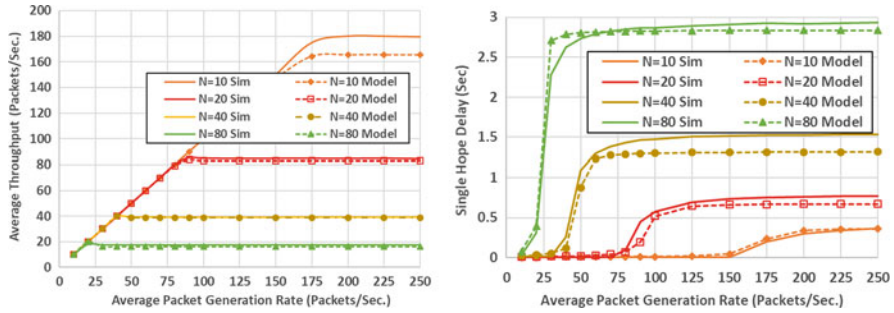 200
180
160
140
120
100
80
60
40
20
0
0 25 50 75 100 125 150 175 200 225 250
Average Throughput (Packets/Sec.)
Average Packet Generation Rate (Packets/Sec.)
N=10 Sim N=10 Model
N=20 Sim N=20 Model
N=40 Sim N=40 Model
N=80 Sim N=80 Model
3
2.5
2
1.5
1
0.5
0
0 25 50 75 100 125 150 175 200 225 250
Single Hope Delay (Sec)
Average Packet Generation Rate (Packets/Sec.)
N=10 Sim N=10 Model
N=20 Sim N=20 Model
N=40 Sim N=40 Model
N=80 Sim N=80 Model